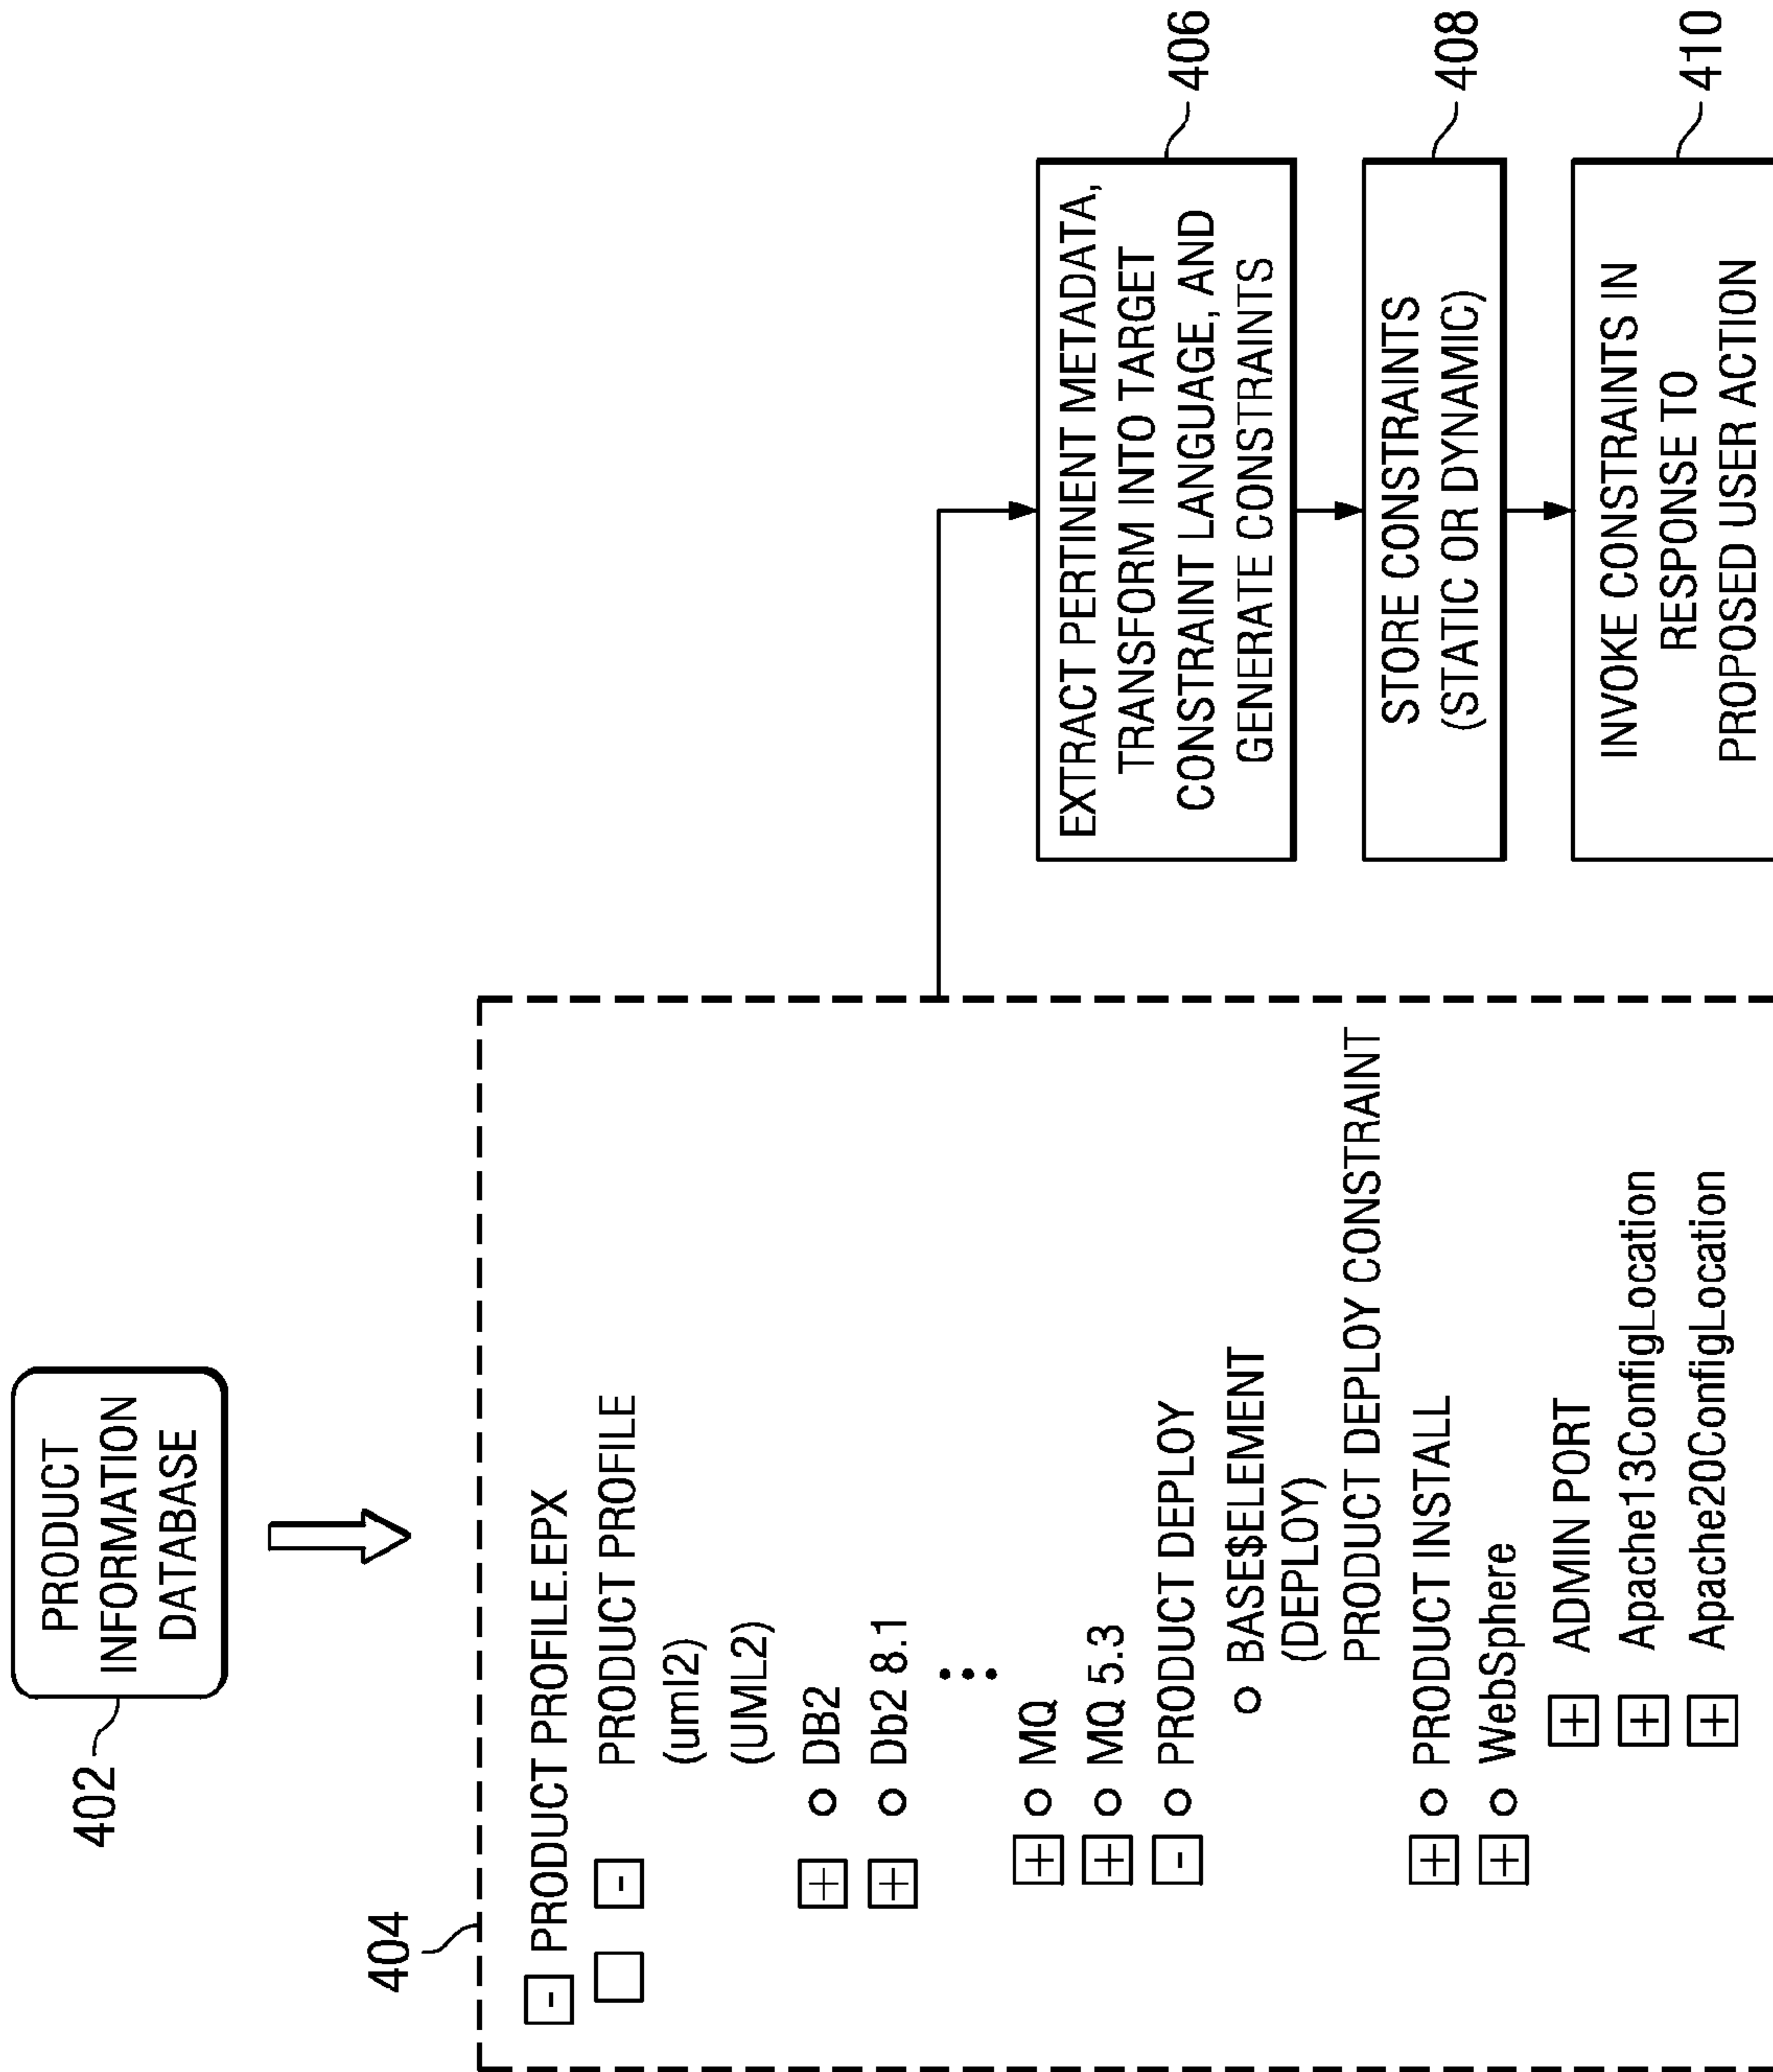 PRODUCT
INFORMATION
DATABASE
402
404
- PRODUCT PROFILE.EPX
- PRODUCT PROFILE
(uml2)
(UML2)
+ DB2
+ Db2 8.1
+ MQ
+ MQ 5.3
- PRODUCT DEPLOY
BASE$ELEMENT
(DEPLOY)
PRODUCT DEPLOY CONSTRAINT
+ PRODUCT INSTALL
+ WebSphere
+ ADMIN PORT
+ Apache13ConfigLocation
+ Apache20ConfigLocation
EXTRACT PERTINENT METADATA,
TRANSFORM INTO TARGET
CONSTRAINT LANGUAGE, AND
GENERATE CONSTRAINTS
406
STORE CONSTRAINTS
(STATIC OR DYNAMIC)
408
INVOKE CONSTRAINTS IN
RESPONSE TO
PROPOSED USER ACTION
410